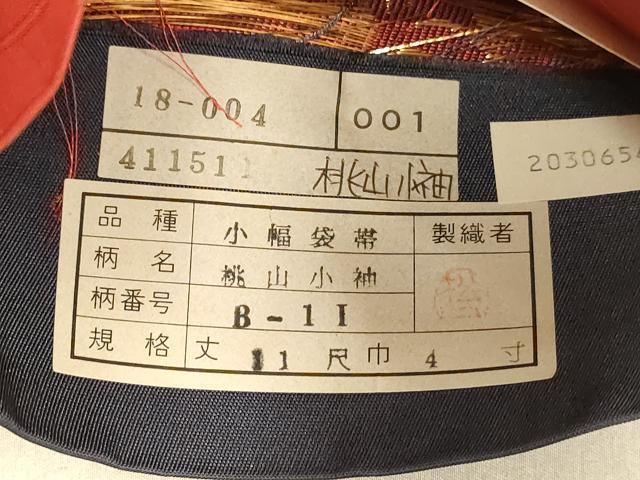 18-004 001
411511 桃山小袖
2030654
品種 小幅袋帯 製織者
柄名 桃山小袖
柄番号 B-1I
規格 丈 11 尺 巾 4 寸